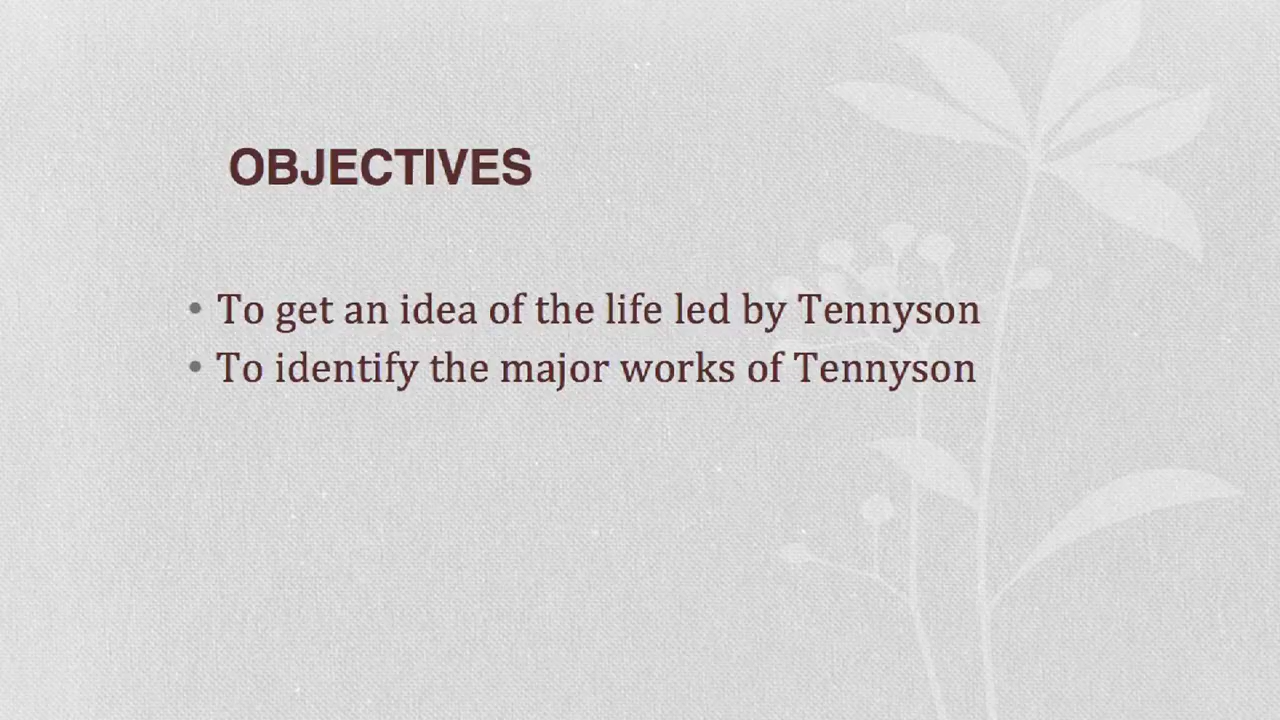 OBJECTIVES
• To get an idea of the life led by Tennyson
• To identify the major works of Tennyson